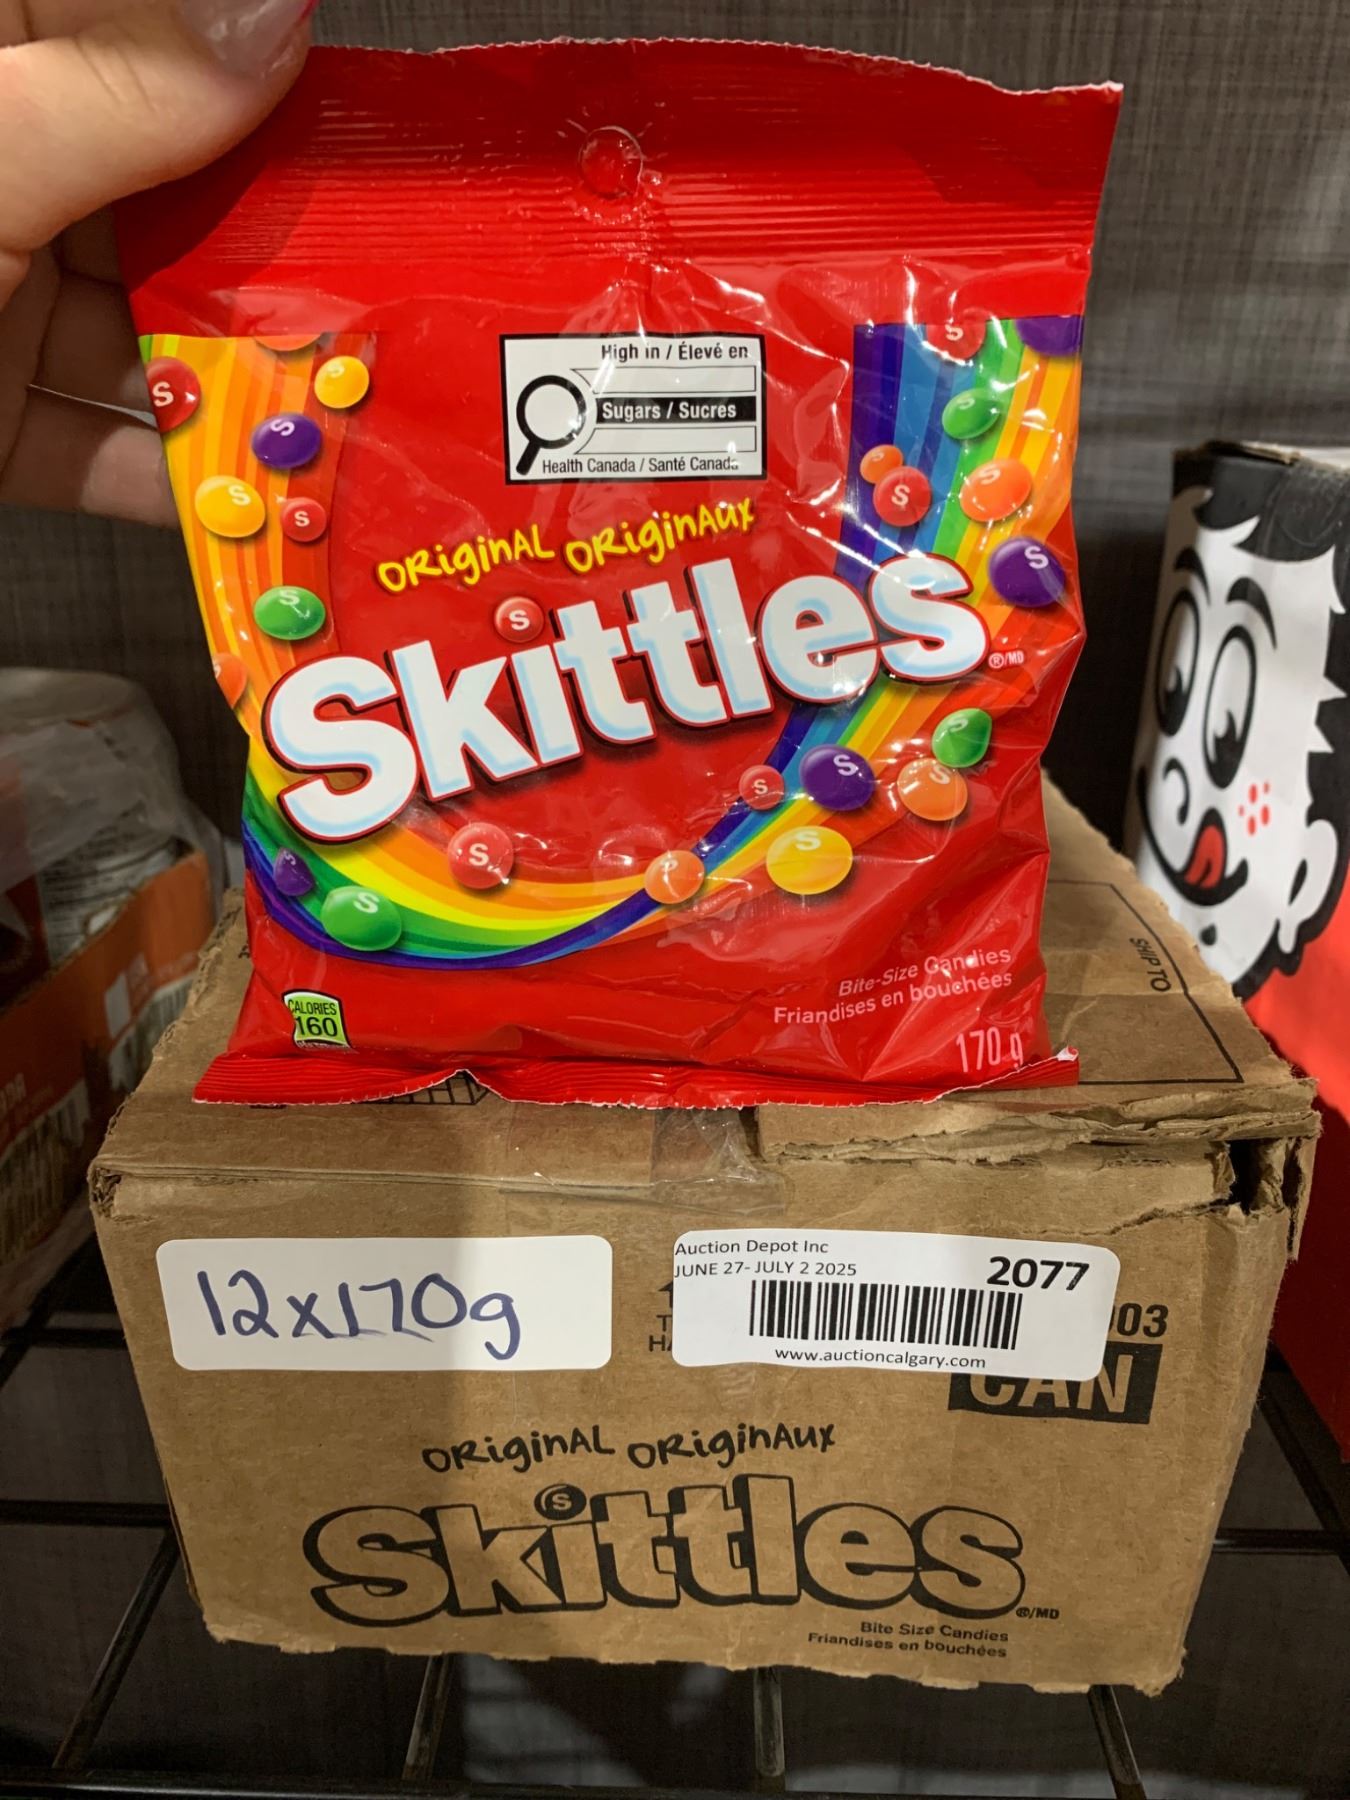 High in / Élevé en
Sugars / Sucres
Health Canada / Santé Canada
ORiginAL ORiginAux
Skittles
®/MD
CALORIES
160
Bite-Size Candies
Friandises en bouchées
170 g
SHIP TO
12x170g
Auction Depot Inc
JUNE 27- JULY 2 2025
2077
www.auctioncalgary.com
03
CAN
ORiginAL ORiginAux
Skittles
®/MD
Bite Size Candies
Friandises en bouchées